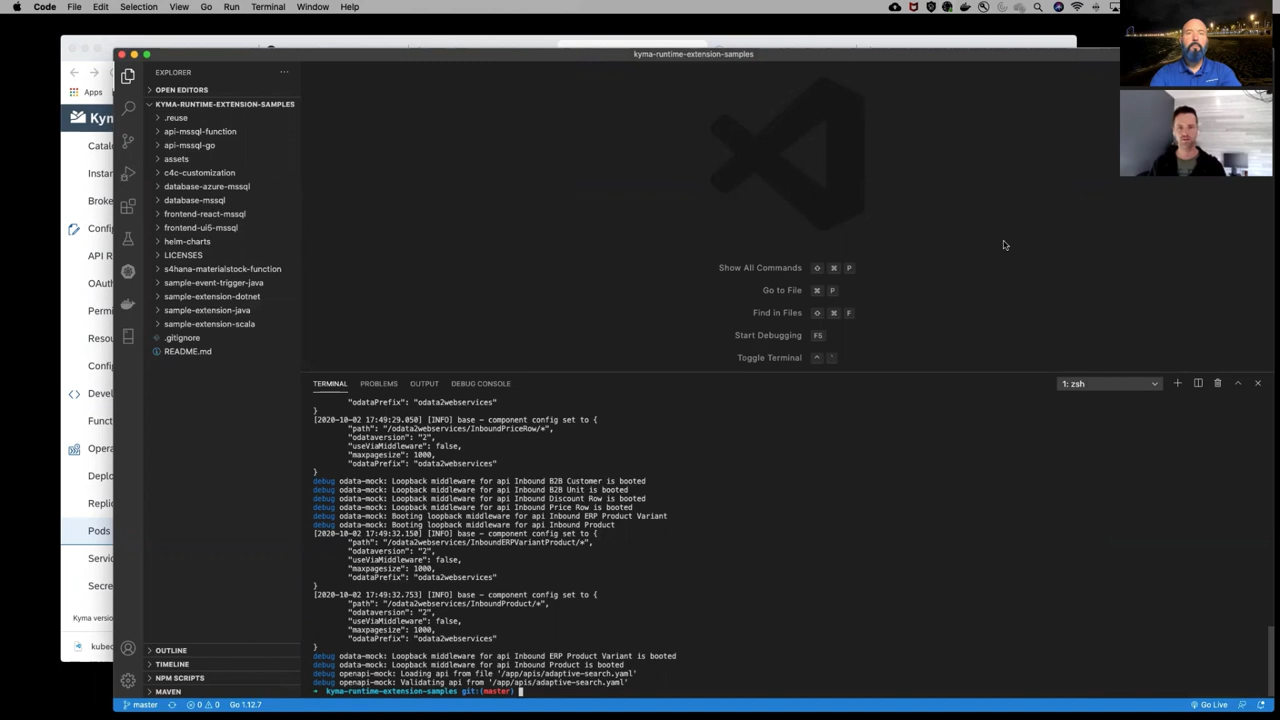 Code File Edit Selection View Go Run Terminal Window Help
kyma-runtime-extension-samples
Apps
Kym
Catal
Instan
Broke
Config
API R
OAut
Permi
Resou
Config
Devel
Functi
Opera
Deplo
Replic
Pods
Servic
Secre
Kyma versio
kubec
EXPLORER
OPEN EDITORS
KYMA-RUNTIME-EXTENSION-SAMPLES
.reuse
api-mssql-function
api-mssql-go
assets
c4c-customization
database-azure-mssql
database-mssql
frontend-react-mssql
frontend-ui5-mssql
helm-charts
LICENSES
s4hana-materialstock-function
sample-event-trigger-java
sample-extension-dotnet
sample-extension-java
sample-extension-scala
.gitignore
README.md
OUTLINE
TIMELINE
NPM SCRIPTS
MAVEN
Show All Commands ⇧ ⌘ P
Go to File ⌘ P
Find in Files ⇧ ⌘ F
Start Debugging F5
Toggle Terminal ^ `
TERMINAL PROBLEMS OUTPUT DEBUG CONSOLE 1: zsh
"odataPrefix": "odata2webservices"
}
[2020-10-02 17:49:29.050] [INFO] base - component config set to {
"path": "/odata2webservices/InboundPriceRow/*",
"odataversion": "2",
"useViaMiddleware": false,
"maxpagesize": 1000,
"odataPrefix": "odata2webservices"
}
debug odata-mock: Loopback middleware for api Inbound B2B Customer is booted
debug odata-mock: Loopback middleware for api Inbound B2B Unit is booted
debug odata-mock: Loopback middleware for api Inbound Discount Row is booted
debug odata-mock: Loopback middleware for api Inbound Price Row is booted
debug odata-mock: Booting loopback middleware for api Inbound ERP Product Variant
debug odata-mock: Booting loopback middleware for api Inbound Product
[2020-10-02 17:49:32.150] [INFO] base - component config set to {
"path": "/odata2webservices/InboundERPVariantProduct/*",
"odataversion": "2",
"useViaMiddleware": false,
"maxpagesize": 1000,
"odataPrefix": "odata2webservices"
}
[2020-10-02 17:49:32.753] [INFO] base - component config set to {
"path": "/odata2webservices/InboundProduct/*",
"odataversion": "2",
"useViaMiddleware": false,
"maxpagesize": 1000,
"odataPrefix": "odata2webservices"
}
debug odata-mock: Loopback middleware for api Inbound ERP Product Variant is booted
debug odata-mock: Loopback middleware for api Inbound Product is booted
debug openapi-mock: Loading api from file '/app/apis/adaptive-search.yaml'
debug openapi-mock: Validating api from '/app/apis/adaptive-search.yaml'
➜ kyma-runtime-extension-samples git:(master)
master 0 0 Go 1.12.7 Go Live